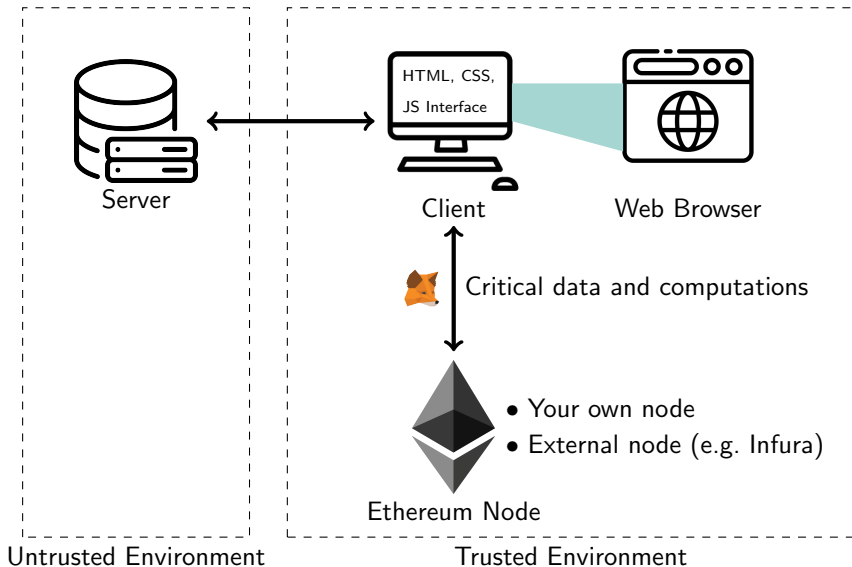 HTML, CSS,
JS Interface
Server
Client
Web Browser
Critical data and computations
• Your own node
• External node (e.g. Infura)
Ethereum Node
Untrusted Environment
Trusted Environment